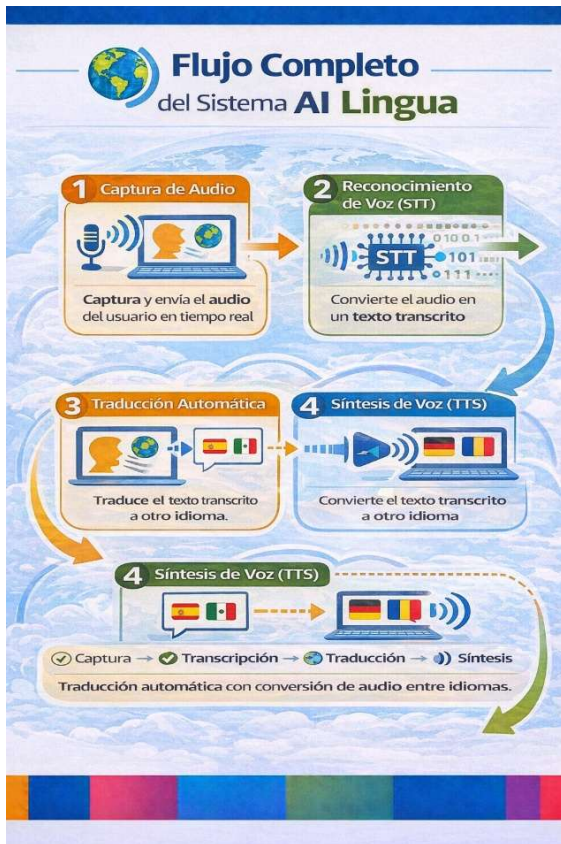 Flujo Completo
del Sistema AI Lingua
1 Captura de Audio
Captura y envía el audio
del usuario en tiempo real
2 Reconocimiento
de Voz (STT)
0100 1
STT
101
0 111
Convierte el audio en
un texto transcrito
3 Traducción Automática
Traduce el texto transcrito
a otro idioma.
4 Síntesis de Voz (TTS)
Convierte el texto transcrito
a otro idioma
4 Síntesis de Voz (TTS)
Captura → Transcripción → Traducción → Síntesis
Traducción automática con conversión de audio entre idiomas.